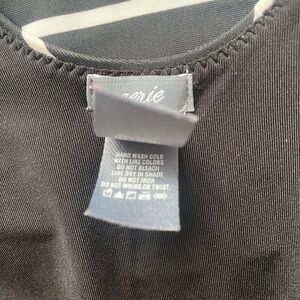 aerie
HAND WASH COLD
WITH LIKE COLORS
DO NOT BLEACH
LINE DRY IN SHADE
DO NOT IRON
DO NOT WRING OR TWIST.